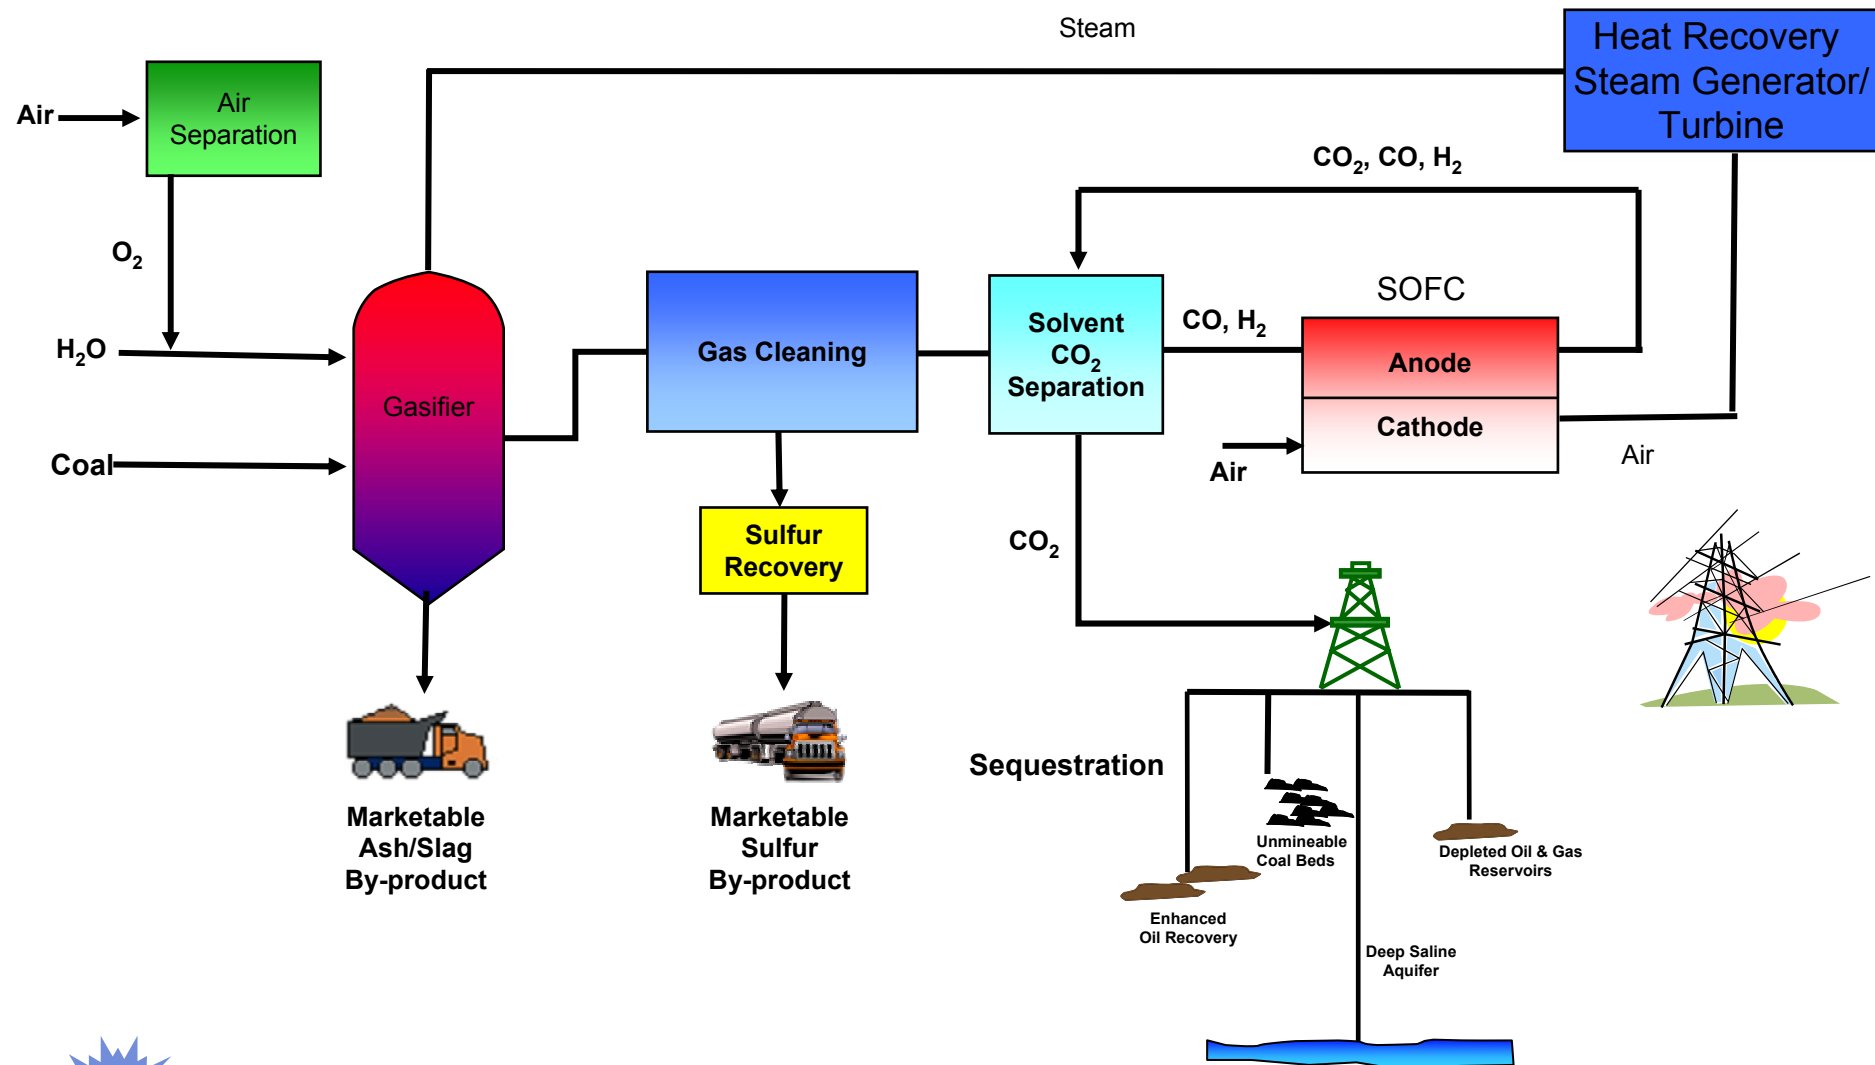 Steam
Heat Recovery
Steam Generator/
Turbine
Air
Air
Separation
CO₂, CO, H₂
O₂
SOFC
H₂O
Gasifier
Gas Cleaning
Solvent
CO₂
Separation
CO, H₂
Anode
Cathode
Coal
Air
Air
Sulfur
Recovery
CO₂
Sequestration
Marketable
Ash/Slag
By-product
Marketable
Sulfur
By-product
Unmineable
Coal Beds
Depleted Oil & Gas
Reservoirs
Enhanced
Oil Recovery
Deep Saline
Aquifer